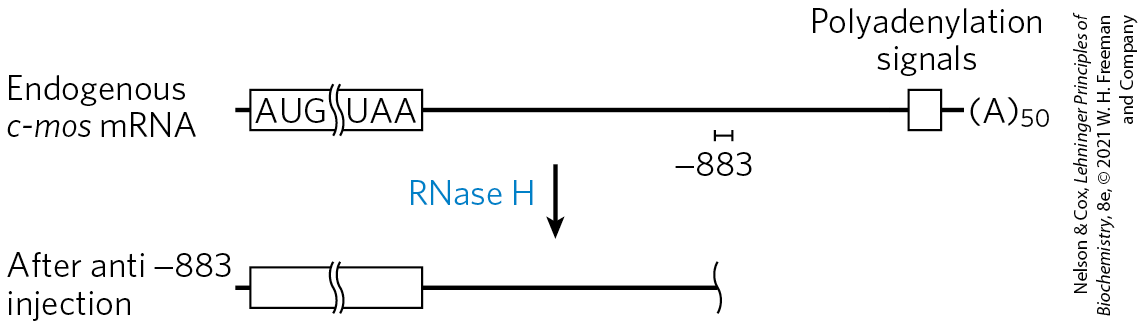 Polyadenylation
signals
Endogenous
c-mos mRNA
AUG UAA
(A)50
–883
RNase H
After anti –883
injection
Nelson & Cox, Lehninger Principles of
Biochemistry, 8e, © 2021 W. H. Freeman
and Company